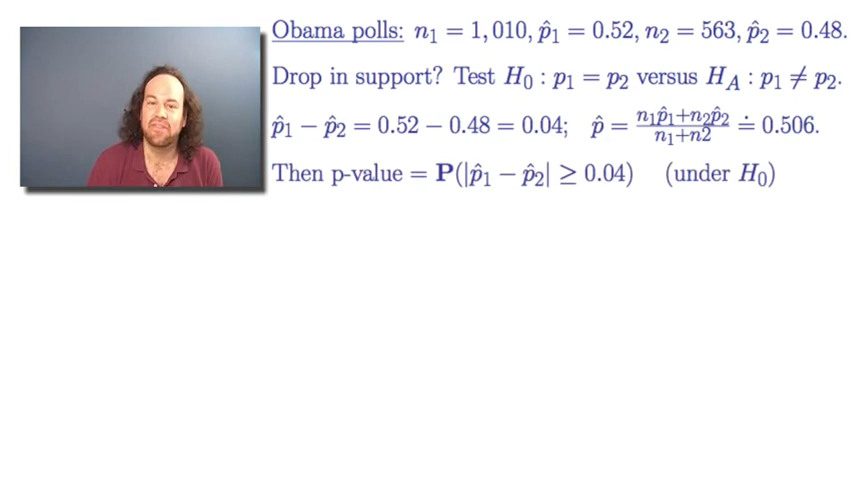 Obama polls: n₁ = 1,010, p̂₁ = 0.52, n₂ = 563, p̂₂ = 0.48.
Drop in support? Test H₀ : p₁ = p₂ versus H_A : p₁ ≠ p₂.
p̂₁ − p̂₂ = 0.52 − 0.48 = 0.04; p̂ = (n₁p̂₁+n₂p̂₂)/(n₁+n2) ≐ 0.506.
Then p-value = P(|p̂₁ − p̂₂| ≥ 0.04) (under H₀)